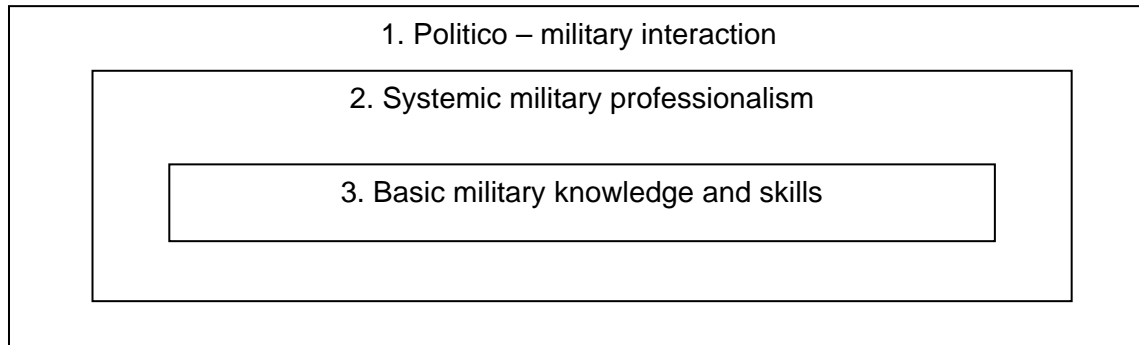 1. Politico – military interaction
2. Systemic military professionalism
3. Basic military knowledge and skills